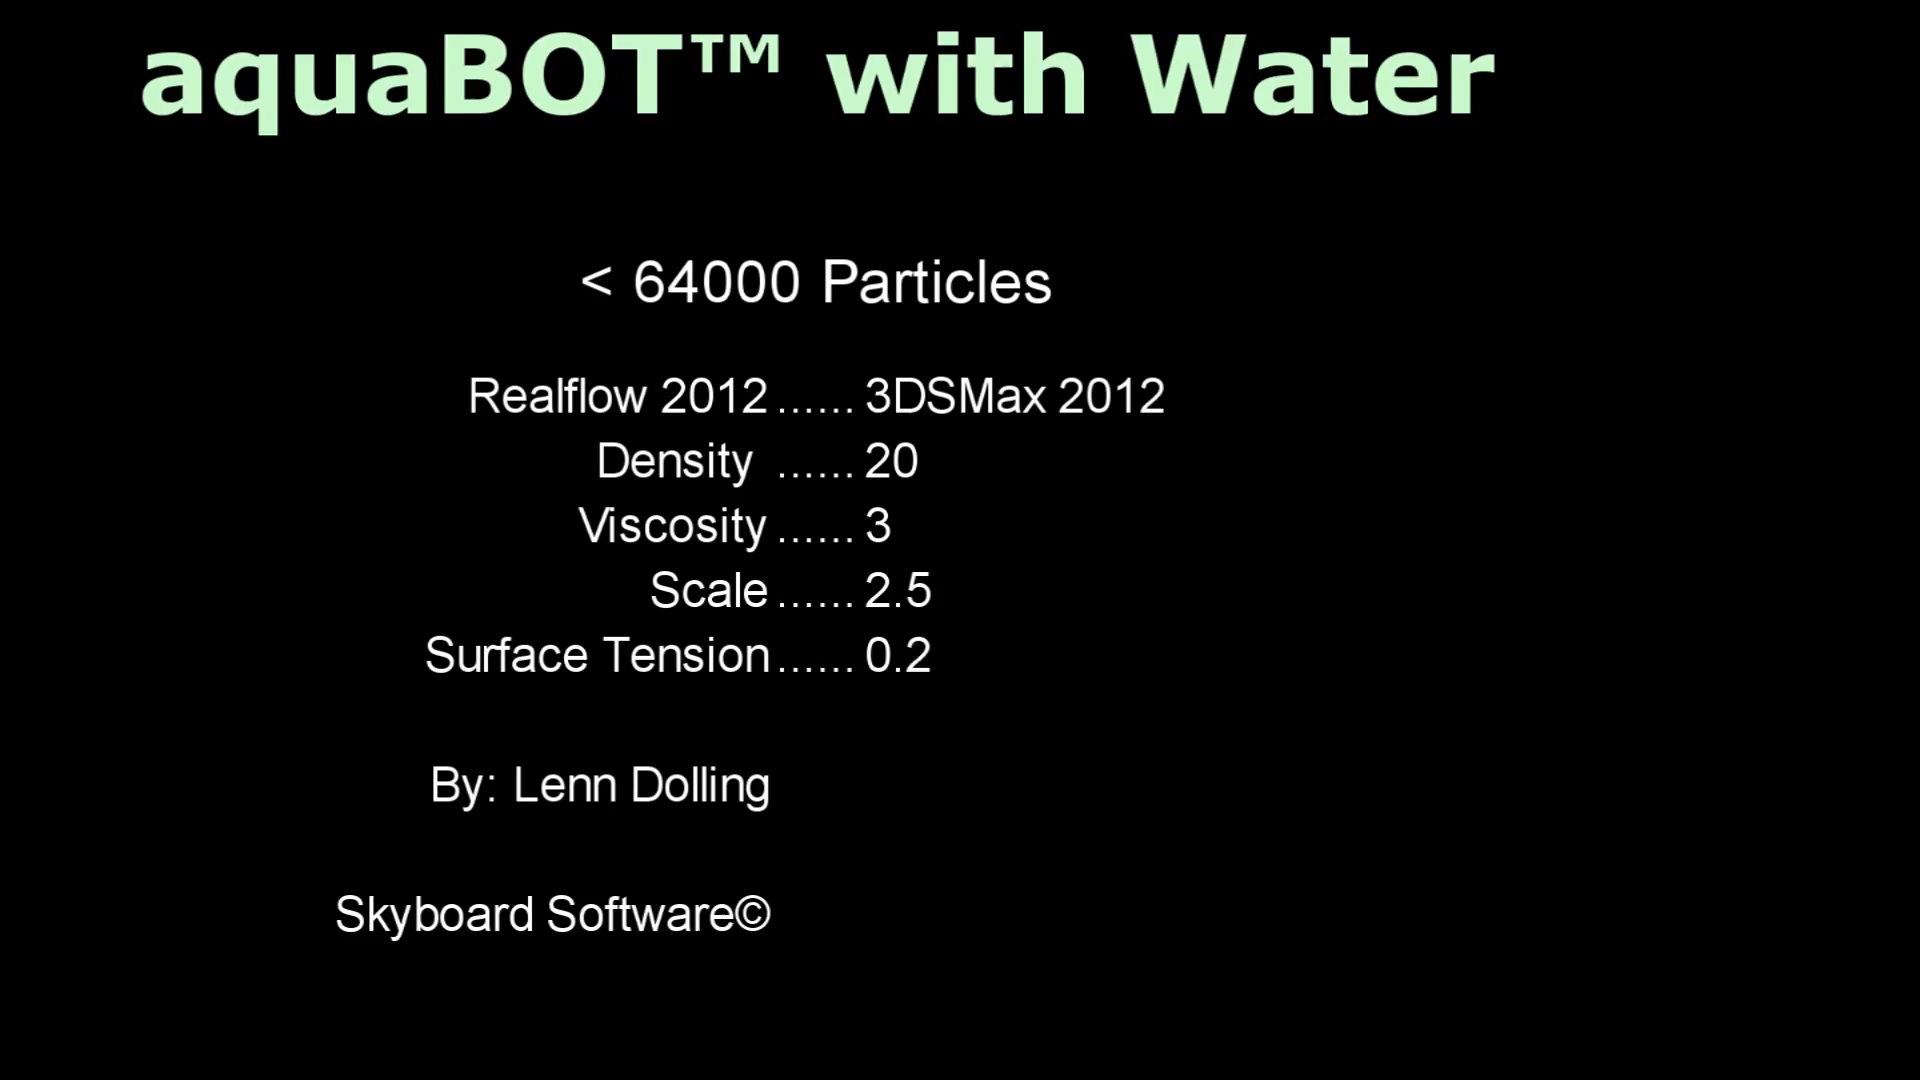 aquaBOT™ with Water
< 64000 Particles
Realflow 2012 ...... 3DSMax 2012
Density ...... 20
Viscosity ...... 3
Scale ...... 2.5
Surface Tension ...... 0.2
By: Lenn Dolling
Skyboard Software©